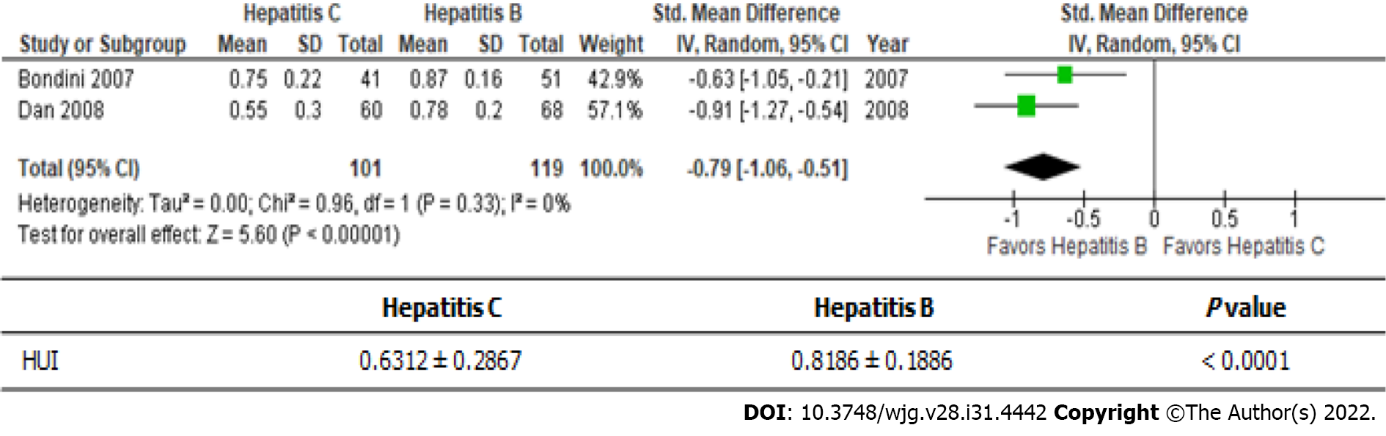 Hepatitis C Hepatitis B Std. Mean Difference Std. Mean Difference
Study or Subgroup Mean SD Total Mean SD Total Weight IV, Random, 95% CI Year IV, Random, 95% CI
Bondini 2007 0.75 0.22 41 0.87 0.16 51 42.9% -0.63 [-1.05, -0.21] 2007
Dan 2008 0.55 0.3 60 0.78 0.2 68 57.1% -0.91 [-1.27, -0.54] 2008
Total (95% CI) 101 119 100.0% -0.79 [-1.06, -0.51]
Heterogeneity: Tau² = 0.00; Chi² = 0.96, df = 1 (P = 0.33); I² = 0%
Test for overall effect: Z = 5.60 (P < 0.00001)
-1 -0.5 0 0.5 1
Favors Hepatitis B Favors Hepatitis C
Hepatitis C Hepatitis B P value
HUI 0.6312 ± 0.2867 0.8186 ± 0.1886 < 0.0001
DOI: 10.3748/wjg.v28.i31.4442 Copyright ©The Author(s) 2022.